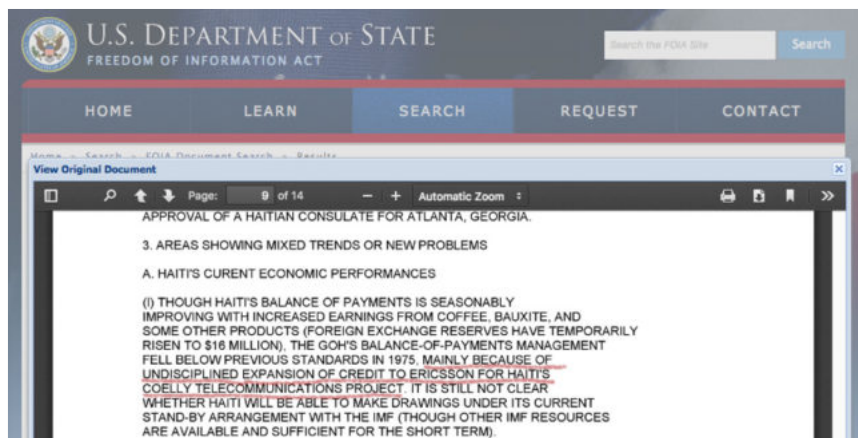 U.S. DEPARTMENT OF STATE
FREEDOM OF INFORMATION ACT
Search the FOIA Site
Search
HOME LEARN SEARCH REQUEST CONTACT
Home Search FOIA Document Search Results
View Original Document
Page: 9 of 14 Automatic Zoom
APPROVAL OF A HAITIAN CONSULATE FOR ATLANTA, GEORGIA.
3. AREAS SHOWING MIXED TRENDS OR NEW PROBLEMS
A. HAITI'S CURENT ECONOMIC PERFORMANCES
(I) THOUGH HAITI'S BALANCE OF PAYMENTS IS SEASONABLY
IMPROVING WITH INCREASED EARNINGS FROM COFFEE, BAUXITE, AND
SOME OTHER PRODUCTS (FOREIGN EXCHANGE RESERVES HAVE TEMPORARILY
RISEN TO $16 MILLION), THE GOH'S BALANCE-OF-PAYMENTS MANAGEMENT
FELL BELOW PREVIOUS STANDARDS IN 1975, MAINLY BECAUSE OF
UNDISCIPLINED EXPANSION OF CREDIT TO ERICSSON FOR HAITI'S
COELLY TELECOMMUNICATIONS PROJECT. IT IS STILL NOT CLEAR
WHETHER HAITI WILL BE ABLE TO MAKE DRAWINGS UNDER ITS CURRENT
STAND-BY ARRANGEMENT WITH THE IMF (THOUGH OTHER IMF RESOURCES
ARE AVAILABLE AND SUFFICIENT FOR THE SHORT TERM).